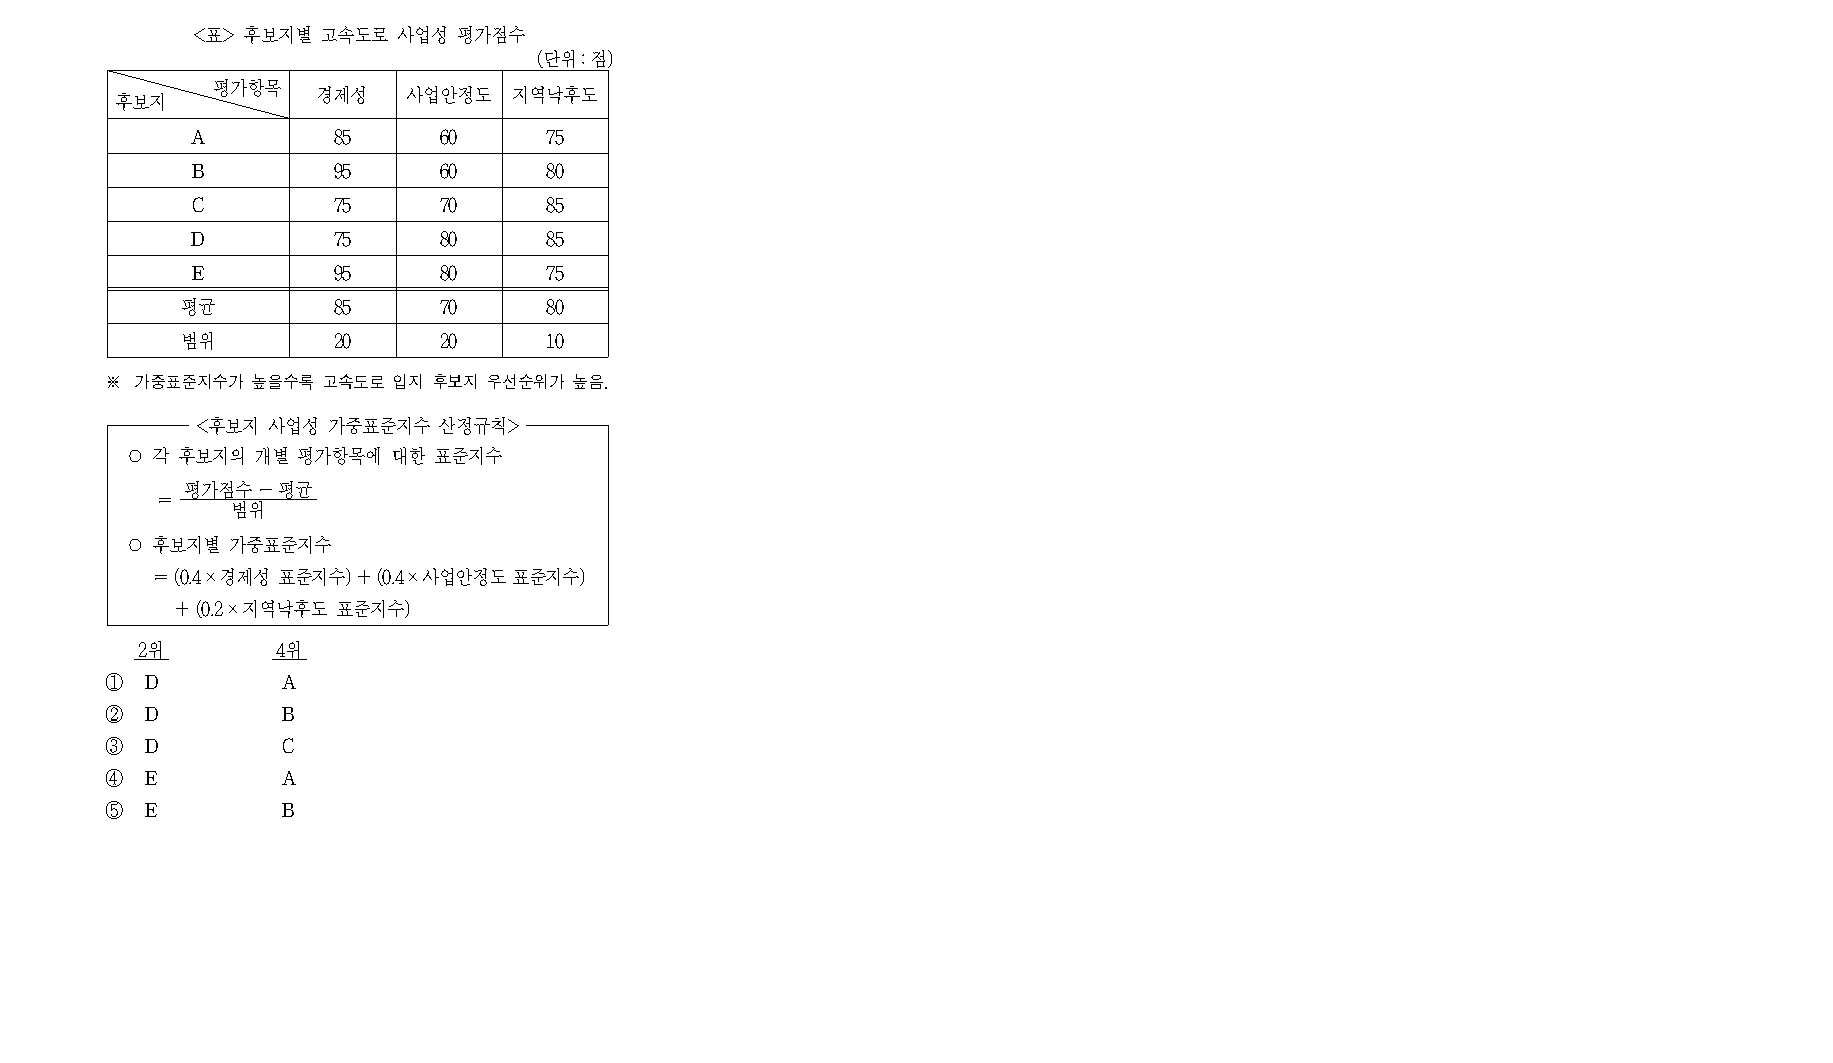 <표> 후보지별 고속도로 사업성 평가점수
(단위 : 점)
평가항목
후보지 경제성 사업안정도 지역낙후도
A 85 60 75
B 95 60 80
C 75 70 85
D 75 80 85
E 95 80 75
평균 85 70 80
범위 20 20 10
※ 가중표준지수가 높을수록 고속도로 입지 후보지 우선순위가 높음.
<후보지 사업성 가중표준지수 산정규칙>
○ 각 후보지의 개별 평가항목에 대한 표준지수
= 평가점수 － 평균
범위
○ 후보지별 가중표준지수
= (0.4×경제성 표준지수) + (0.4×사업안정도 표준지수)
+ (0.2×지역낙후도 표준지수)
2위 4위
① D A
② D B
③ D C
④ E A
⑤ E B